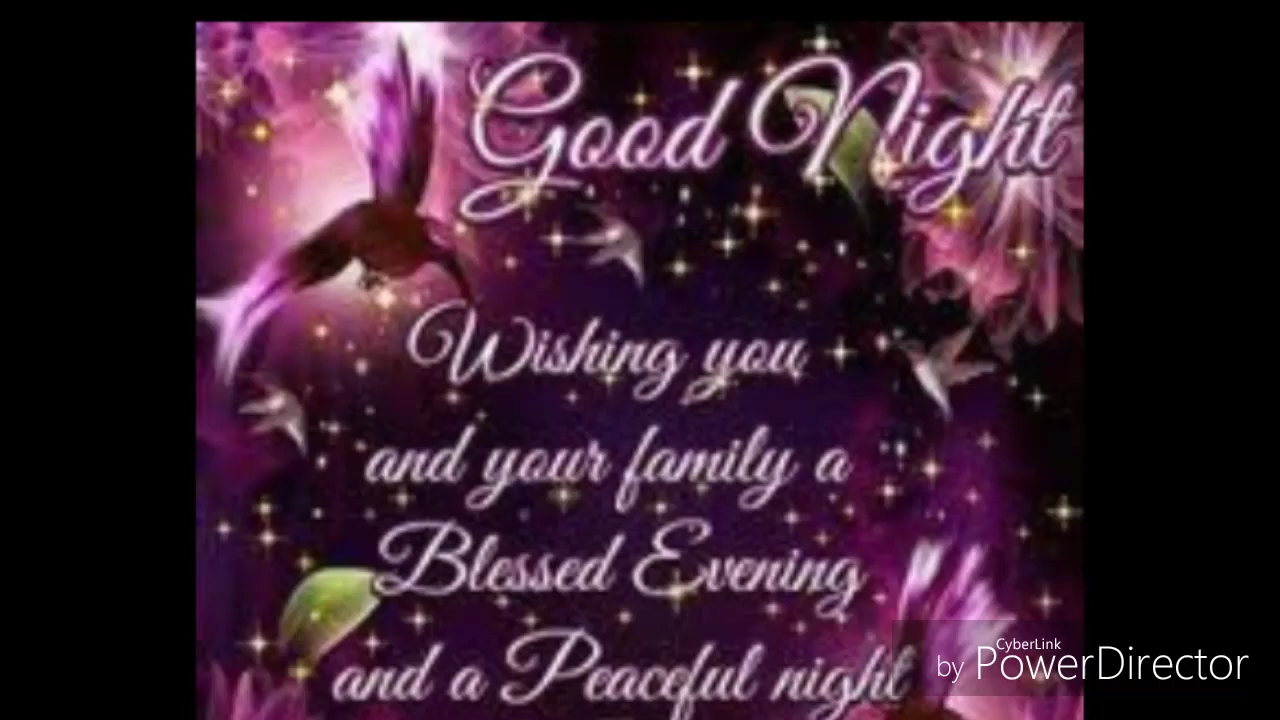 Good Night
Wishing you
and your family a
Blessed Evening
and a Peaceful night
CyberLink
by PowerDirector